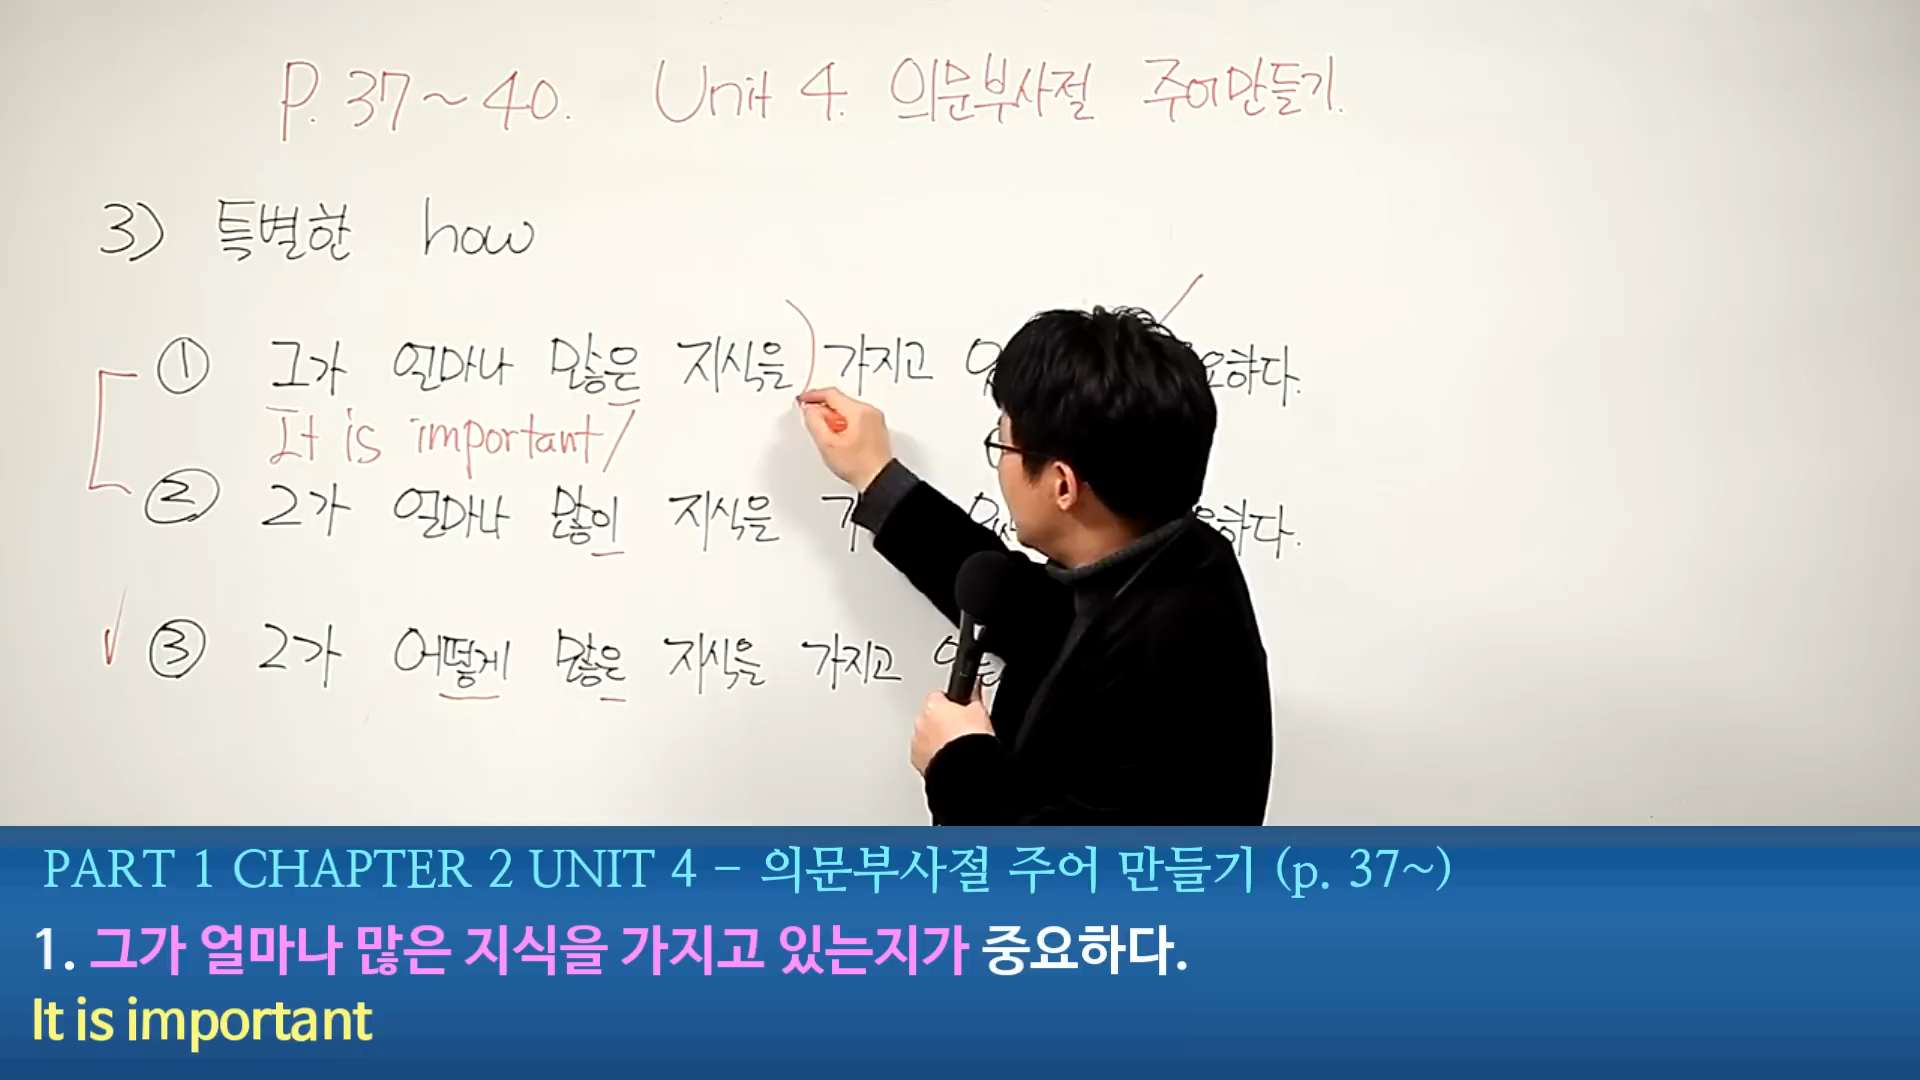 P. 37~40. Unit 4. 의문부사절 주어만들기.
3) 특별한 how
① 그가 얼마나 많은 지식을 가지고 요하다.
It is important /
② 그가 얼마나 많이 지식을 하다.
③ 그가 어떻게 많은 지식을 가지고
PART 1 CHAPTER 2 UNIT 4 – 의문부사절 주어 만들기 (p. 37~)
1. 그가 얼마나 많은 지식을 가지고 있는지가 중요하다.
It is important